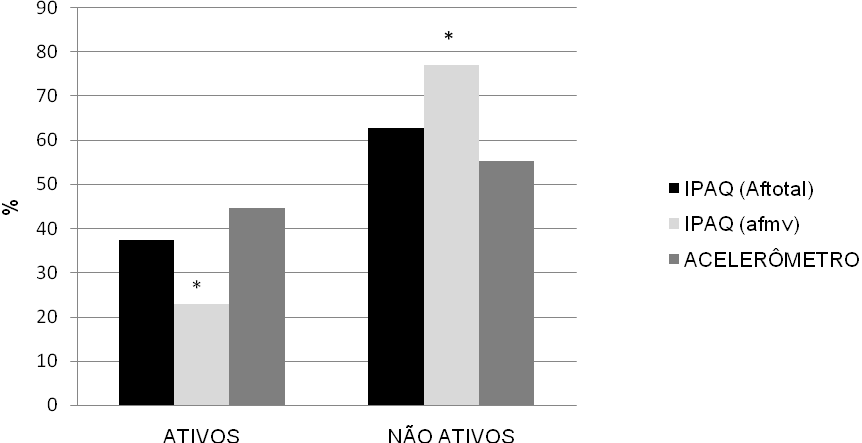 90
80
70
60
50
40
30
20
10
0
%
*
*
ATIVOS
NÃO ATIVOS
IPAQ (Aftotal)
IPAQ (afmv)
ACELERÔMETRO